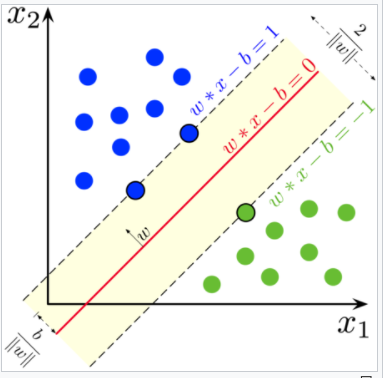 x₂
w * x − b = 1
2
‖w‖
w * x − b = 0
w * x − b = −1
w
b
‖w‖
x₁